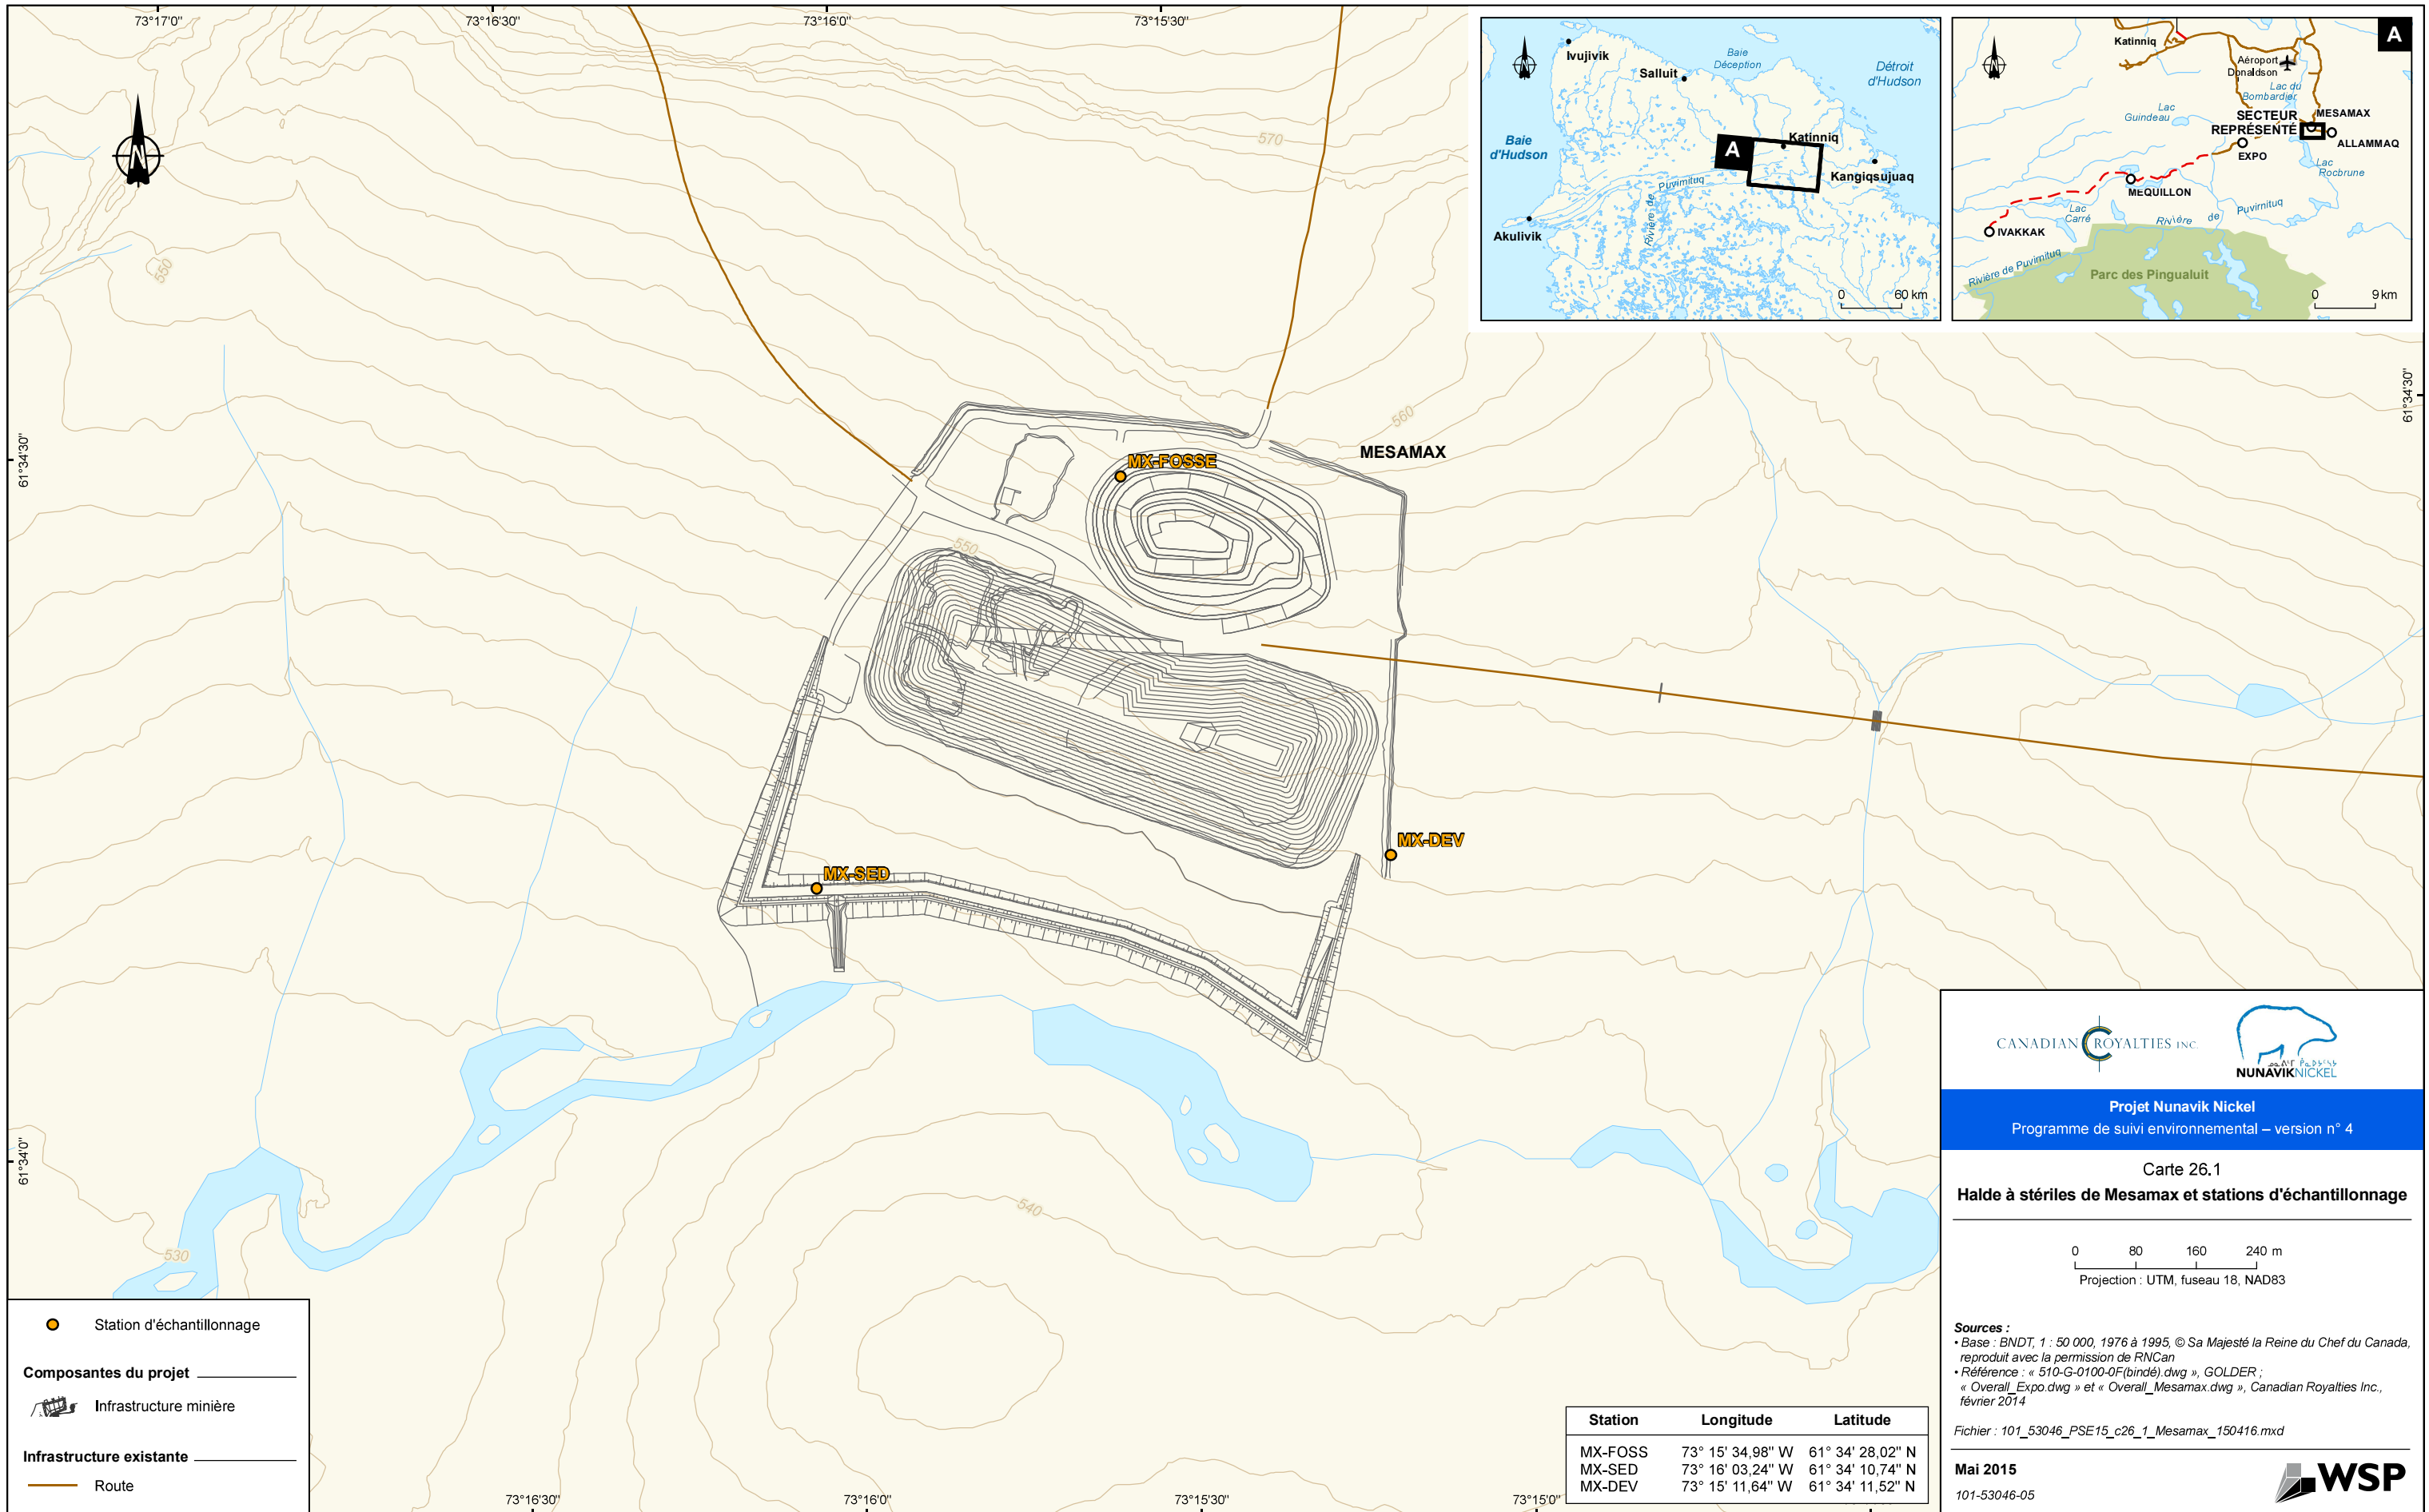 73°17'0"
73°16'30"
73°16'0"
73°15'30"
N
570
550
560
550
540
530
61°34'30"
61°34'0"
61°34'30"
MESAMAX
MX-FOSSE
MX-DEV
MX-SED
Ivujivik
Salluit
Baie
Déception
Détroit
d'Hudson
Baie
d'Hudson
A
Katinniq
Kangiqsujuaq
Puvirnituq
Rivière de
Akulivik
0 60 km
A
Katinniq
Aéroport
Donaldson
Lac du
Bombardier
Lac
Guindeau
SECTEUR
REPRÉSENTÉ
MESAMAX
ALLAMMAQ
EXPO
Lac
Rocbrune
MEQUILLON
Lac
Carré
Rivière de Puvirnituq
IVAKKAK
Rivière de Puvirnituq
Parc des Pingualuit
0 9 km
CANADIAN ROYALTIES INC.
NUNAVIKNICKEL
Projet Nunavik Nickel
Programme de suivi environnemental – version n° 4
Carte 26.1
Halde à stériles de Mesamax et stations d'échantillonnage
0 80 160 240 m
Projection : UTM, fuseau 18, NAD83
Sources :
• Base : BNDT, 1 : 50 000, 1976 à 1995, © Sa Majesté la Reine du Chef du Canada,
reproduit avec la permission de RNCan
• Référence : « 510-G-0100-0F(bindé).dwg », GOLDER ;
« Overall_Expo.dwg » et « Overall_Mesamax.dwg », Canadian Royalties Inc.,
février 2014
Fichier : 101_53046_PSE15_c26_1_Mesamax_150416.mxd
Mai 2015
101-53046-05
WSP
Station d'échantillonnage
Composantes du projet
Infrastructure minière
Infrastructure existante
Route
Station Longitude Latitude
MX-FOSS 73° 15' 34,98" W 61° 34' 28,02" N
MX-SED 73° 16' 03,24" W 61° 34' 10,74" N
MX-DEV 73° 15' 11,64" W 61° 34' 11,52" N
73°16'30"
73°16'0"
73°15'30"
73°15'0"